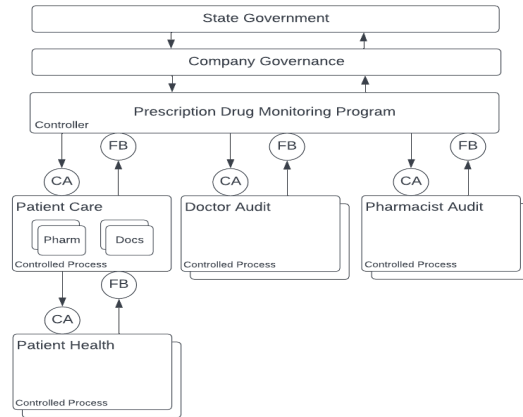 State Government
Company Governance
Prescription Drug Monitoring Program
Controller
FB
FB
FB
CA
CA
CA
Patient Care
Doctor Audit
Pharmacist Audit
Pharm
Docs
Controlled Process
Controlled Process
Controlled Process
FB
CA
Patient Health
Controlled Process